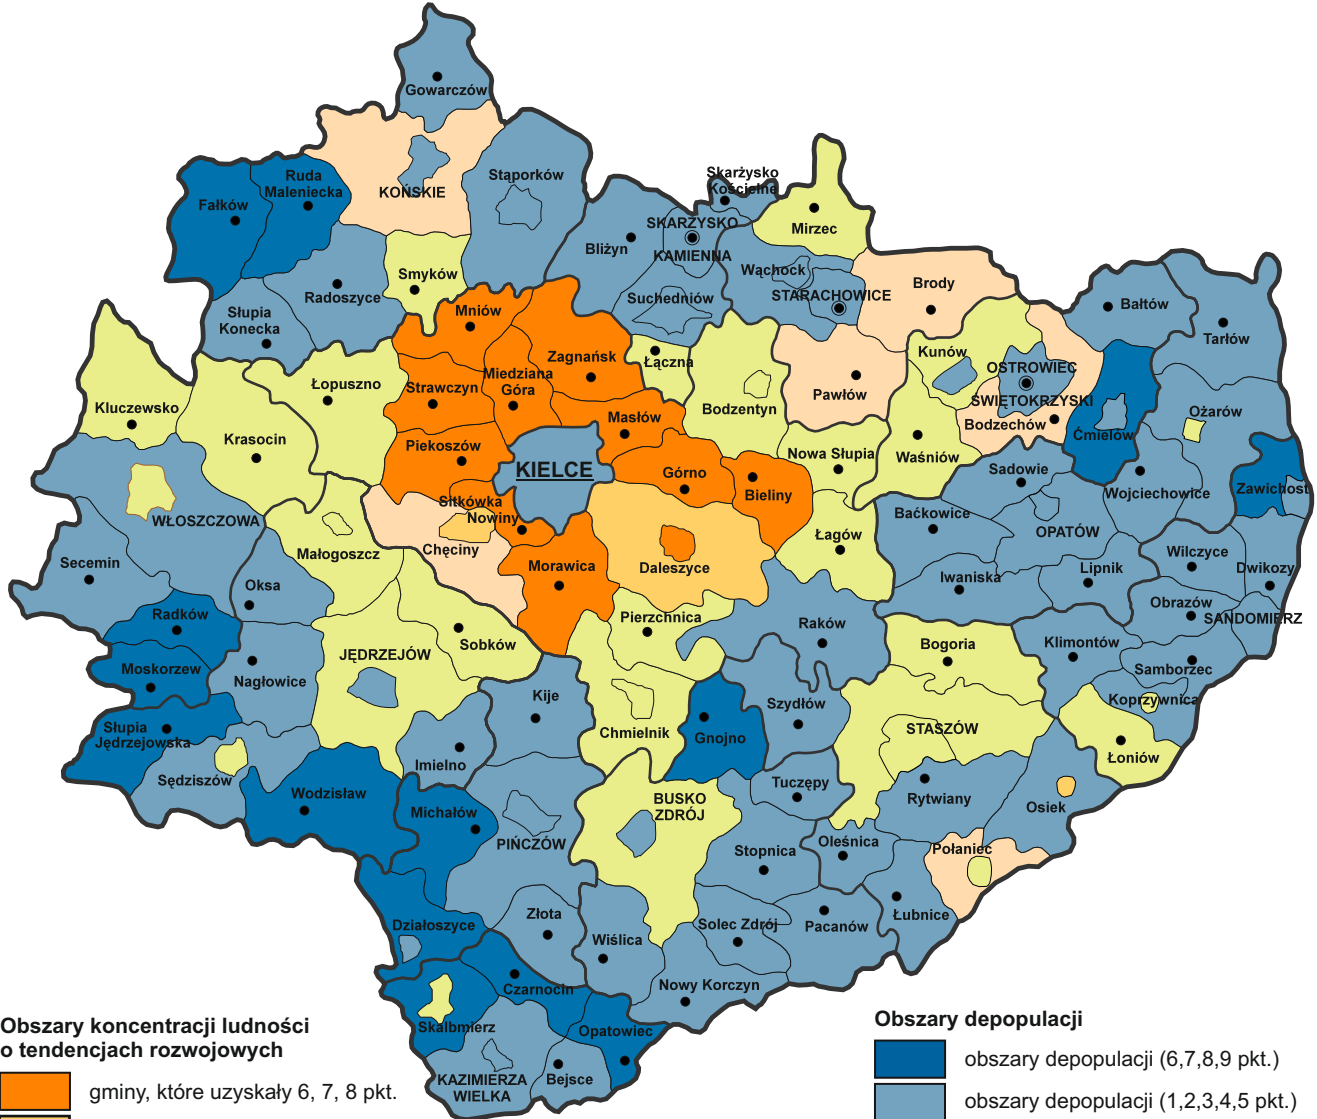 Gowarczów
Skarżysko
Kościelne
Ruda
Maleniecka
Stąporków
KOŃSKIE
Fałków
Mirzec
SKARŻYSKO
KAMIENNA
Bliżyn
Wąchock
Smyków
Brody
Radoszyce
Suchedniów
STARACHOWICE
Bałtów
Słupia
Konecka
Mniów
Tarłów
Zagnańsk
Łączna
Kunów
OSTROWIEC
ŚWIĘTOKRZYSKI
Miedziana
Góra
Łopuszno
Strawczyn
Pawłów
Kluczewsko
Bodzentyn
Ożarów
Masłów
Bodzechów
Ćmielów
Krasocin
Piekoszów
Nowa Słupia
Waśniów
KIELCE
Górno
Sadowie
Bieliny
Wojciechowice
Zawichost
Sitkówka
Nowiny
WŁOSZCZOWA
Baćkowice
OPATÓW
Łagów
Chęciny
Małogoszcz
Wilczyce
Secemin
Morawica
Daleszyce
Lipnik
Dwikozy
Iwaniska
Oksa
Obrazów
Radków
Pierzchnica
SANDOMIERZ
Raków
Sobków
Bogoria
Klimontów
JĘDRZEJÓW
Moskorzew
Samborzec
Nagłowice
Kije
Koprzywnica
Szydłów
Słupia
Jędrzejowska
Chmielnik
Gnojno
STASZÓW
Łoniów
Imielno
Sędziszów
Tuczępy
Wodzisław
BUSKO
ZDRÓJ
Rytwiany
Osiek
Michałów
PIŃCZÓW
Oleśnica
Stopnica
Połaniec
Złota
Łubnice
Działoszyce
Solec Zdrój
Pacanów
Wiślica
Czarnocin
Nowy Korczyn
Skalbmierz
Opatowiec
KAZIMIERZA
WIELKA
Bejsce
Obszary koncentracji ludności
o tendencjach rozwojowych
gminy, które uzyskały 6, 7, 8 pkt.
Obszary depopulacji
obszary depopulacji (6,7,8,9 pkt.)
obszary depopulacji (1,2,3,4,5 pkt.)